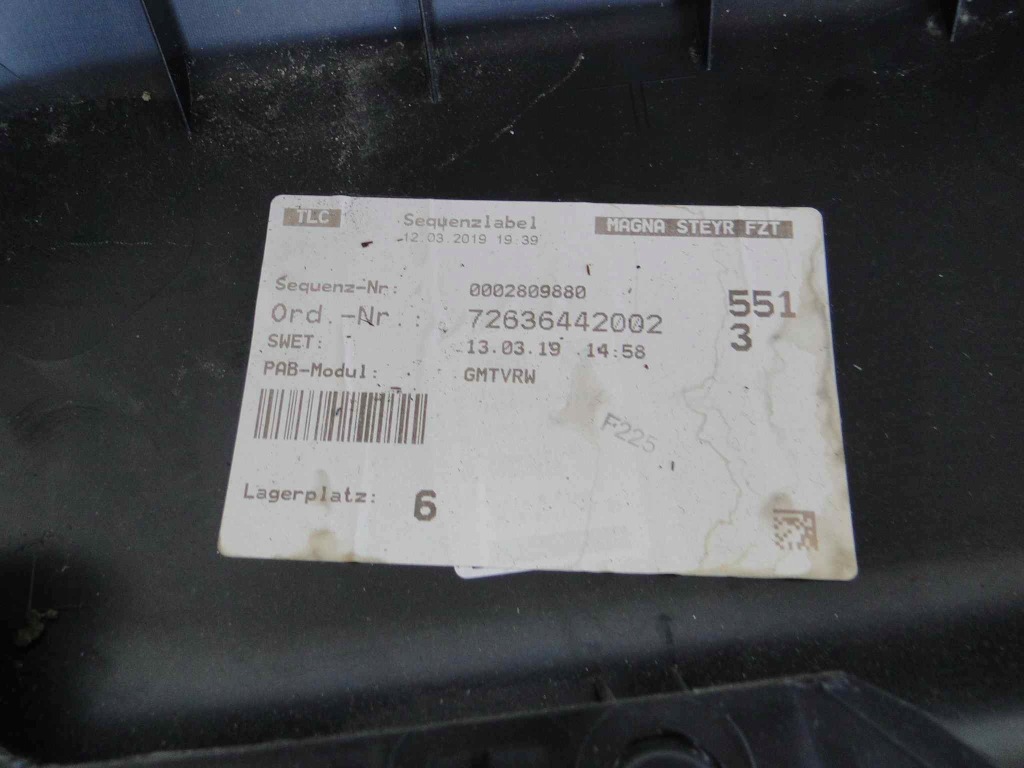 TLC Sequenzlabel MAGNA STEYR FZT
12.03.2019 19.39
Sequenz-Nr: 0002809880
Ord.-Nr.: 72636442002 551
SWET: 13.03.19 14:58 3
PAB-Modul: GMTVRW
F225
Lagerplatz: 6